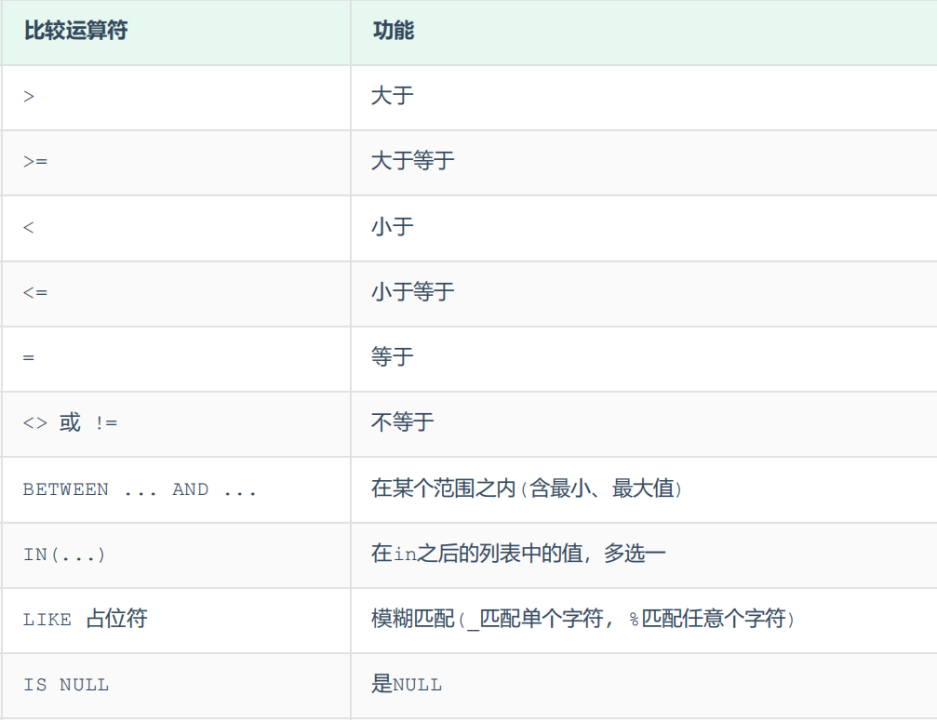 比较运算符 功能
> 大于
>= 大于等于
< 小于
<= 小于等于
= 等于
<> 或 != 不等于
BETWEEN ... AND ... 在某个范围之内(含最小、最大值)
IN(...) 在in之后的列表中的值，多选一
LIKE 占位符 模糊匹配(_匹配单个字符, %匹配任意个字符)
IS NULL 是NULL